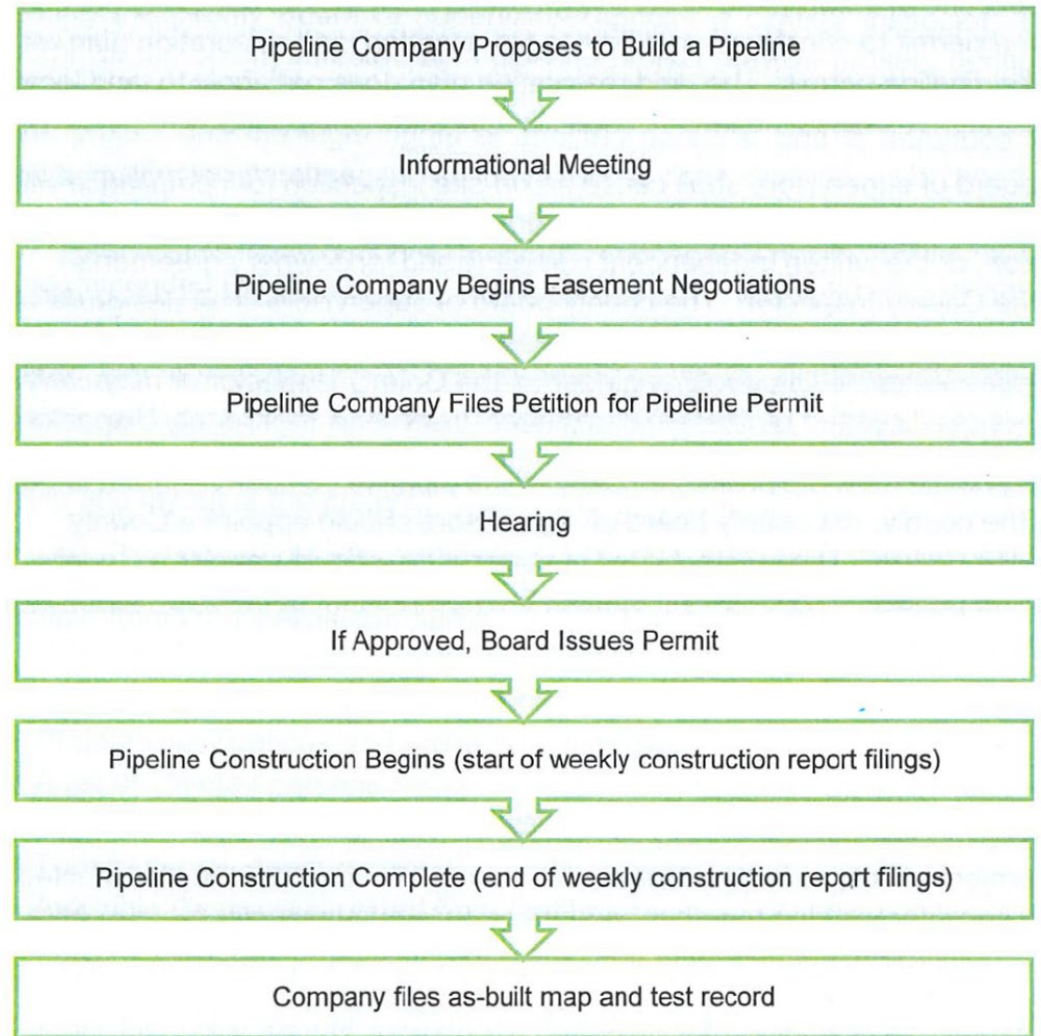 Pipeline Company Proposes to Build a Pipeline
Informational Meeting
Pipeline Company Begins Easement Negotiations
Pipeline Company Files Petition for Pipeline Permit
Hearing
If Approved, Board Issues Permit
Pipeline Construction Begins (start of weekly construction report filings)
Pipeline Construction Complete (end of weekly construction report filings)
Company files as-built map and test record